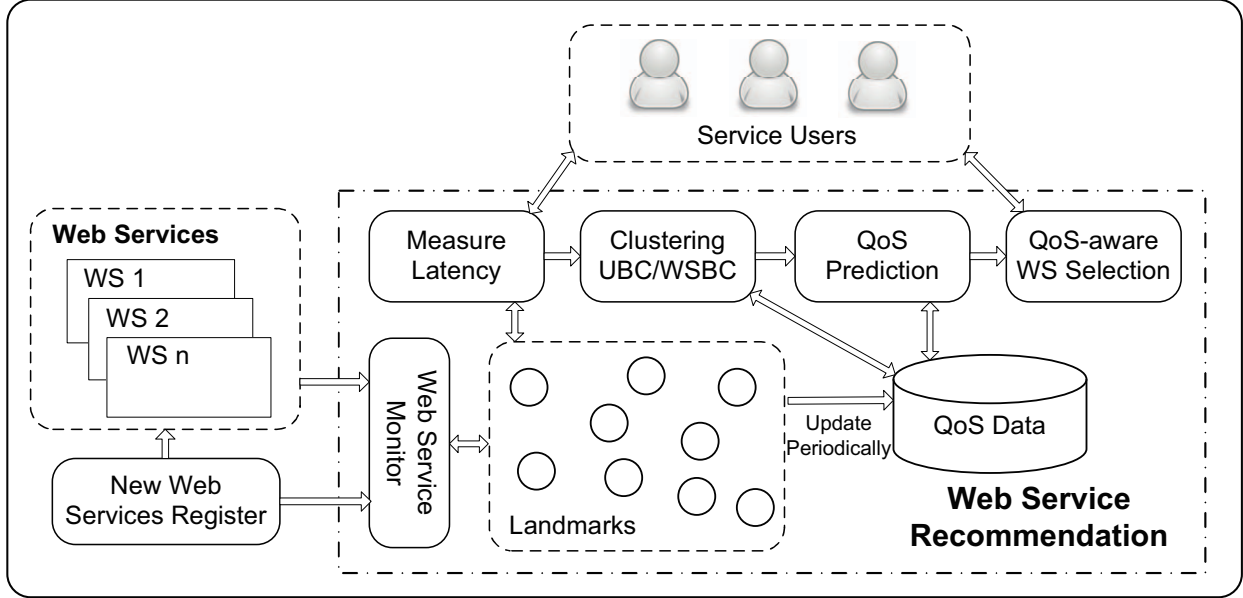 Service Users
Web Services
WS 1
WS 2
WS n
Measure
Latency
Clustering
UBC/WSBC
QoS
Prediction
QoS-aware
WS Selection
Web Service
Monitor
Landmarks
Update
Periodically
QoS Data
New Web
Services Register
Web Service
Recommendation